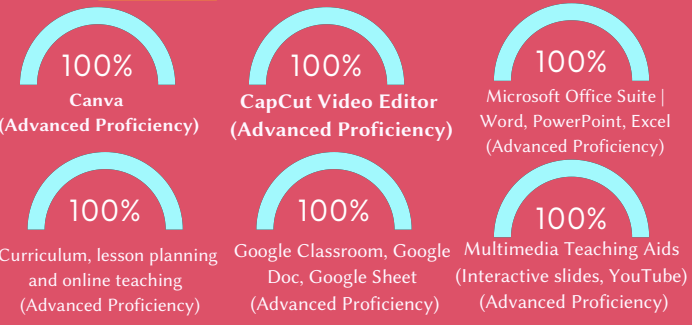 100%
Canva
(Advanced Proficiency)
100%
CapCut Video Editor
(Advanced Proficiency)
100%
Microsoft Office Suite |
Word, PowerPoint, Excel
(Advanced Proficiency)
100%
Curriculum, lesson planning
and online teaching
(Advanced Proficiency)
100%
Google Classroom, Google
Doc, Google Sheet
(Advanced Proficiency)
100%
Multimedia Teaching Aids
(Interactive slides, YouTube)
(Advanced Proficiency)